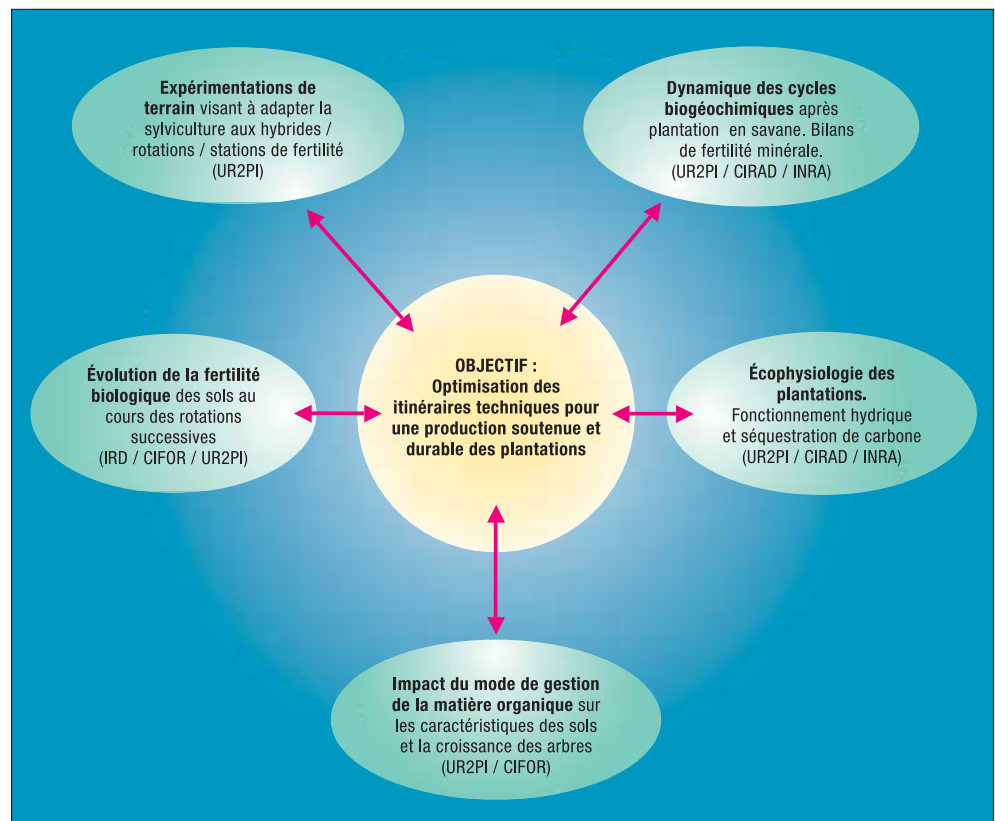 Expérimentations de
terrain visant à adapter la
sylviculture aux hybrides /
rotations / stations de fertilité
(UR2PI)
Dynamique des cycles
biogéochimiques après
plantation en savane. Bilans
de fertilité minérale.
(UR2PI / CIRAD / INRA)
Évolution de la fertilité
biologique des sols au
cours des rotations
successives
(IRD / CIFOR / UR2PI)
OBJECTIF :
Optimisation des
itinéraires techniques pour
une production soutenue et
durable des plantations
Écophysiologie des
plantations.
Fonctionnement hydrique
et séquestration de carbone
(UR2PI / CIRAD / INRA)
Impact du mode de gestion
de la matière organique sur
les caractéristiques des sols
et la croissance des arbres
(UR2PI / CIFOR)